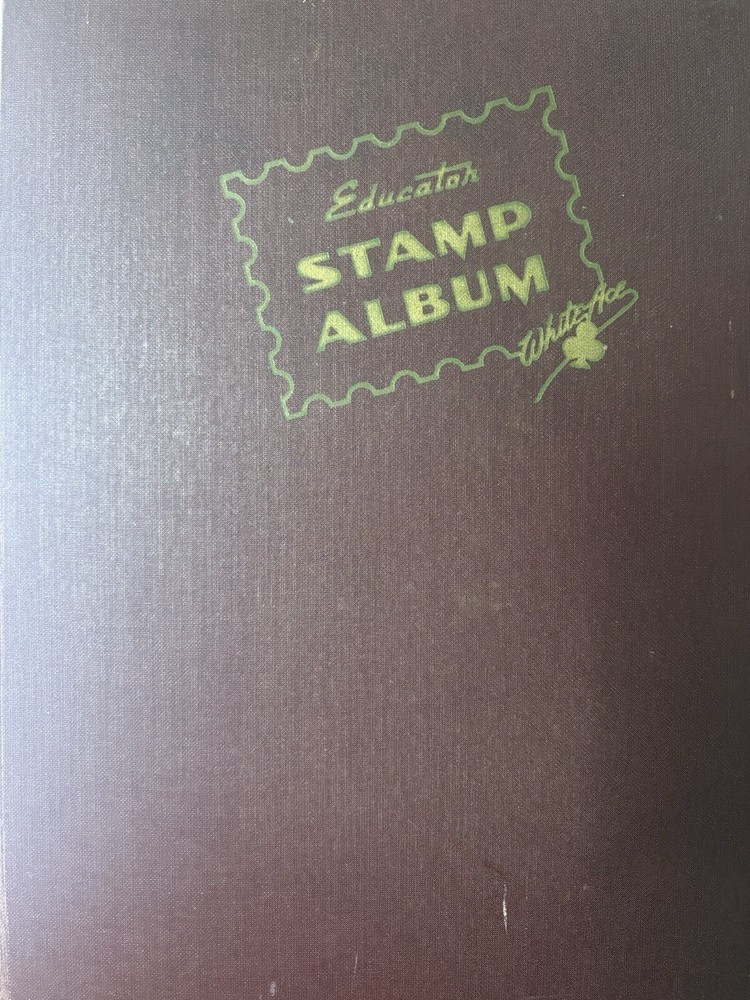 Educator
STAMP
ALBUM
White Ace